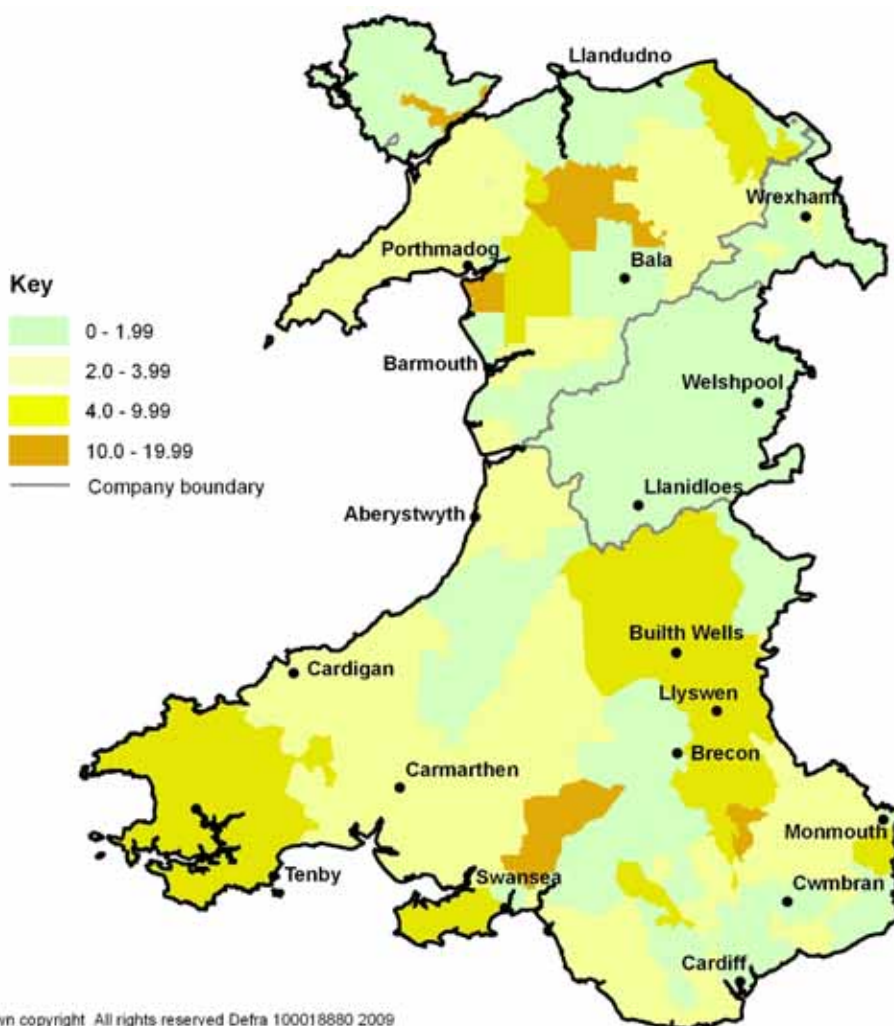 Llandudno
Wrexham
Porthmadog
Bala
Key
0 - 1.99
2.0 - 3.99
4.0 - 9.99
10.0 - 19.99
Company boundary
Barmouth
Welshpool
Llanidloes
Aberystwyth
Builth Wells
Cardigan
Llyswen
Brecon
Carmarthen
Monmouth
Tenby
Swansea
Cwmbran
Cardiff
wn copyright All rights reserved Defra 100018880 2009